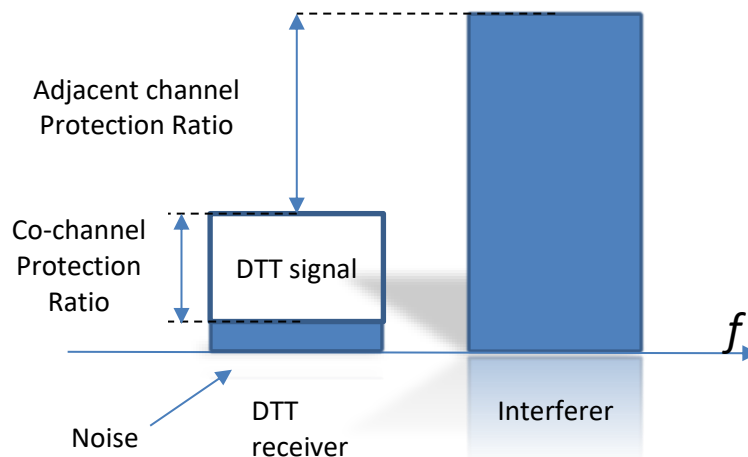 Adjacent channel
Protection Ratio
Co-channel
Protection
Ratio
DTT signal
f
Noise
DTT
receiver
Interferer